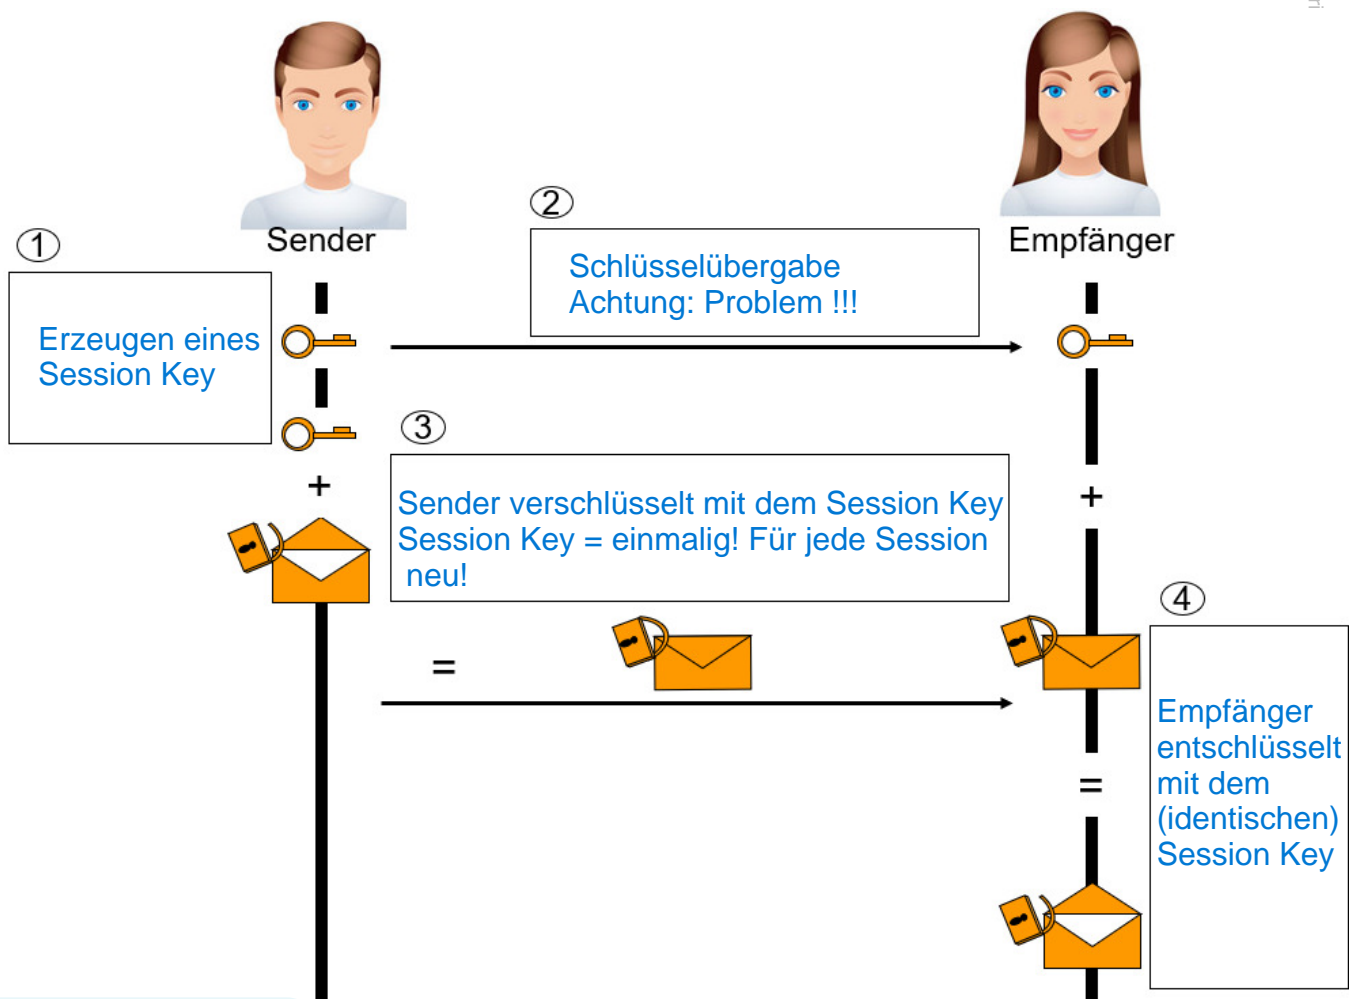 Sender
Empfänger
1
Erzeugen eines
Session Key
2
Schlüsselübergabe
Achtung: Problem !!!
3
Sender verschlüsselt mit dem Session Key
Session Key = einmalig! Für jede Session
neu!
+
+
=
4
Empfänger
entschlüsselt
mit dem
(identischen)
Session Key
=